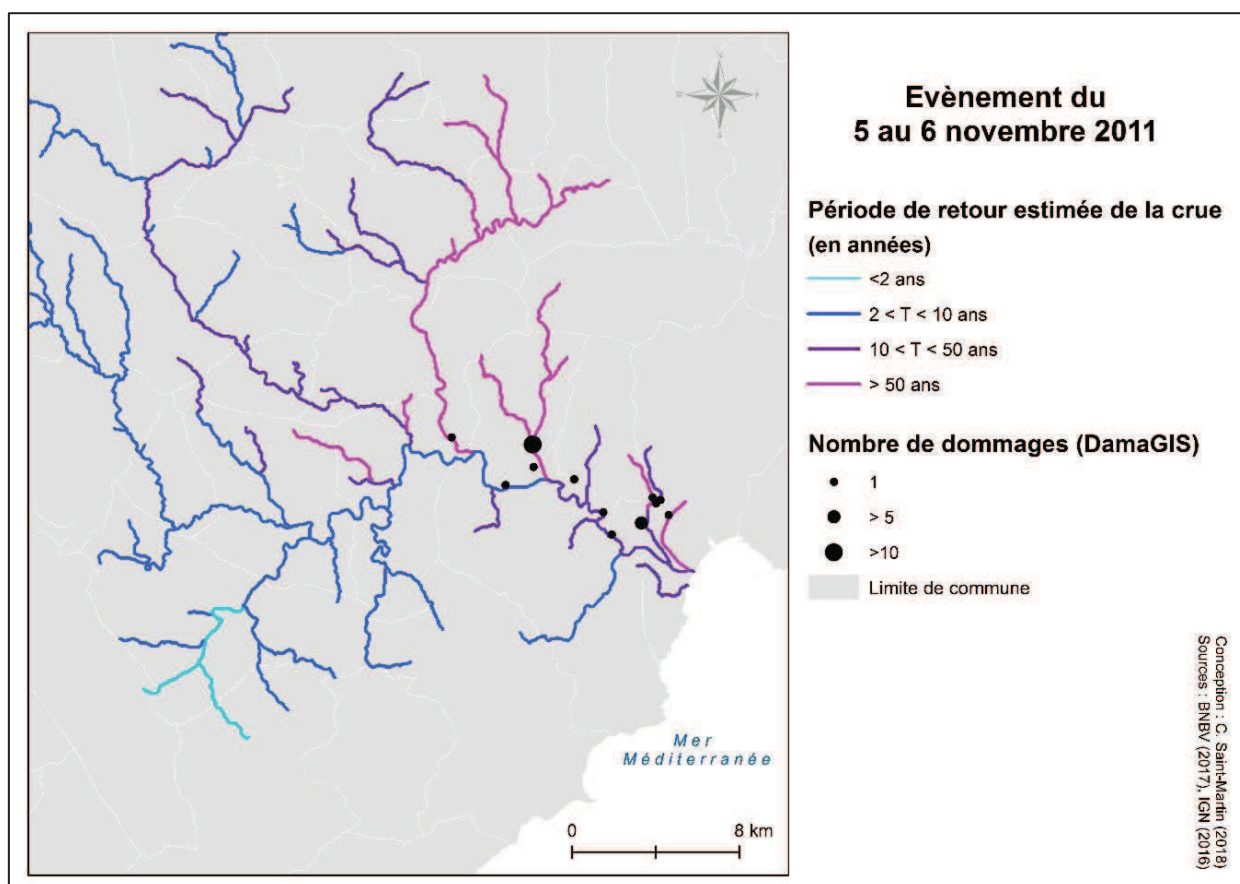 Evènement du
5 au 6 novembre 2011
Période de retour estimée de la crue
(en années)
<2 ans
2 < T < 10 ans
10 < T < 50 ans
> 50 ans
Nombre de dommages (DamaGIS)
1
> 5
>10
Limite de commune
N
W
E
S
Mer
Méditerranée
0
8 km
Conception : C. Saint-Martin (2018)
Sources : BNBV (2017), IGN (2016)